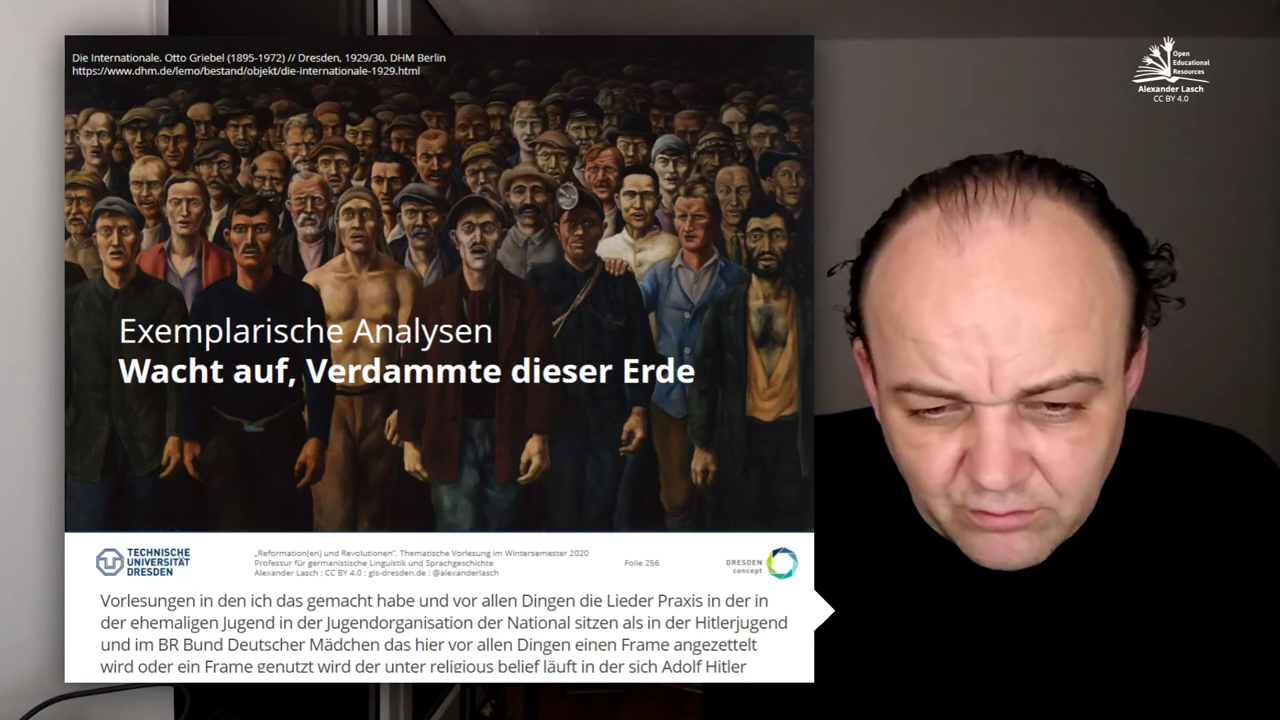 Die Internationale. Otto Griebel (1895-1972) // Dresden, 1929/30. DHM Berlin
https://www.dhm.de/lemo/bestand/objekt/die-internationale-1929.html
Open
Educational
Resources
Alexander Lasch
CC BY 4.0
Exemplarische Analysen
Wacht auf, Verdammte dieser Erde
TECHNISCHE
UNIVERSITÄT
DRESDEN
„Reformation(en) und Revolutionen“. Thematische Vorlesung im Wintersemester 2020
Professur für germanistische Linguistik und Sprachgeschichte
Alexander Lasch : CC BY 4.0 : gls-dresden.de : @alexanderlasch
Folie 256
DRESDEN
concept
Vorlesungen in den ich das gemacht habe und vor allen Dingen die Lieder Praxis in der in
der ehemaligen Jugend in der Jugendorganisation der National sitzen als in der Hitlerjugend
und im BR Bund Deutscher Mädchen das hier vor allen Dingen einen Frame angezettelt
wird oder ein Frame genutzt wird der unter religious belief läuft in der sich Adolf Hitler